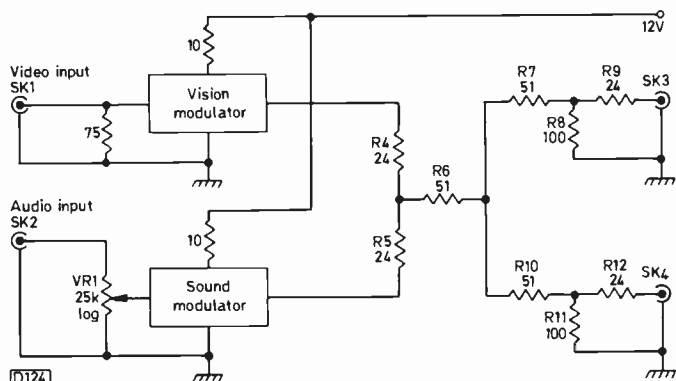 12V
10
Video input
SK1
75
Vision
modulator
R4
24
R6
51
R5
24
R7
51
R9
24
SK3
R8
100
Audio input
SK2
VR1
25k
log
10
Sound
modulator
R10
51
R12
24
SK4
R11
100
D124